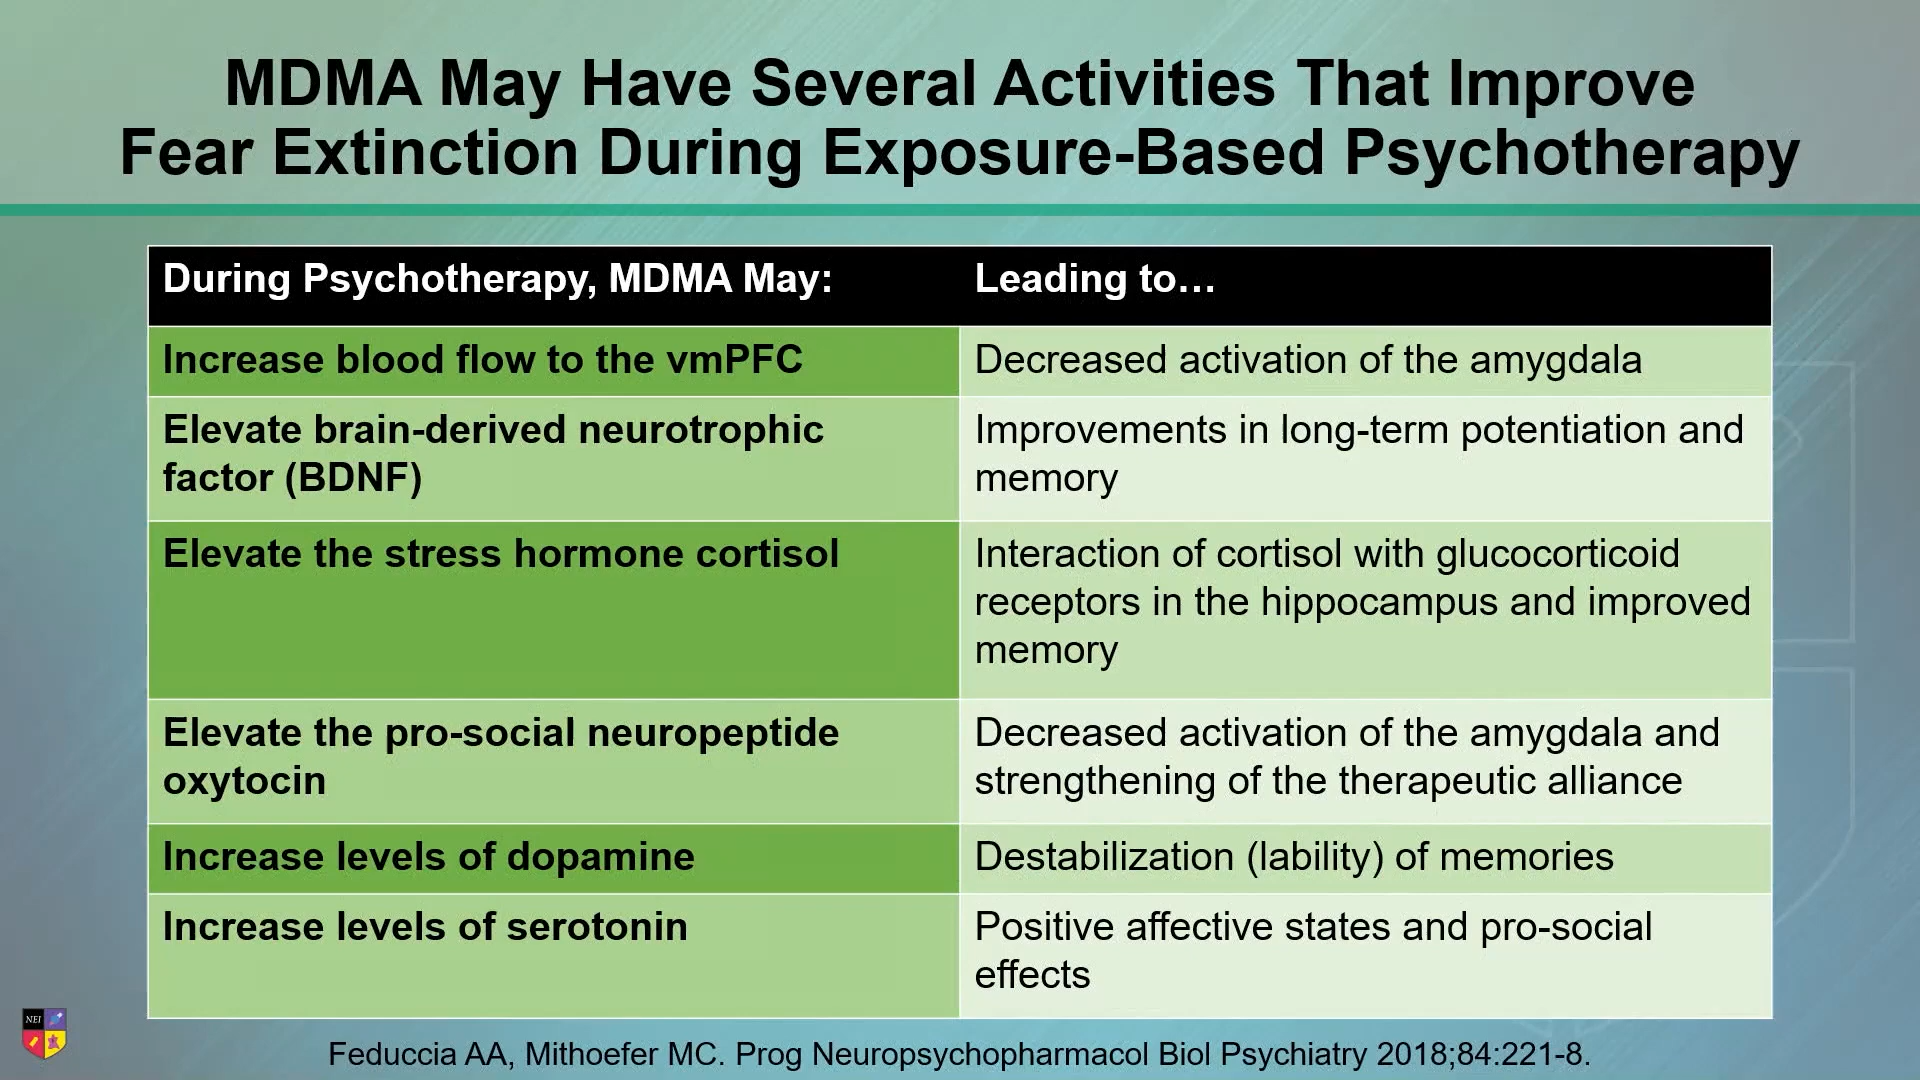 MDMA May Have Several Activities That Improve
Fear Extinction During Exposure-Based Psychotherapy
During Psychotherapy, MDMA May:
Leading to…
Increase blood flow to the vmPFC
Decreased activation of the amygdala
Elevate brain-derived neurotrophic
factor (BDNF)
Improvements in long-term potentiation and
memory
Elevate the stress hormone cortisol
Interaction of cortisol with glucocorticoid
receptors in the hippocampus and improved
memory
Elevate the pro-social neuropeptide
oxytocin
Decreased activation of the amygdala and
strengthening of the therapeutic alliance
Increase levels of dopamine
Destabilization (lability) of memories
Increase levels of serotonin
Positive affective states and pro-social
effects
NEI
Feduccia AA, Mithoefer MC. Prog Neuropsychopharmacol Biol Psychiatry 2018;84:221-8.